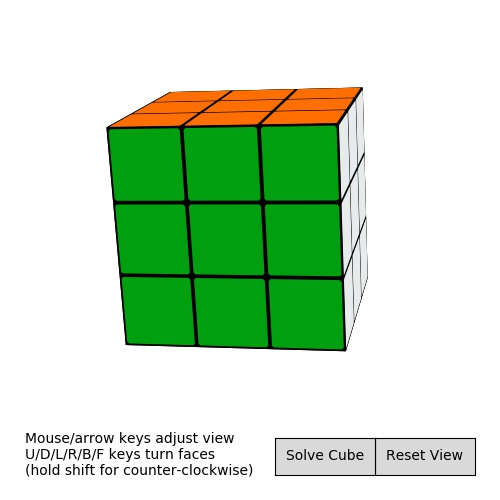 Mouse/arrow keys adjust view
U/D/L/R/B/F keys turn faces
(hold shift for counter-clockwise)
Solve Cube
Reset View